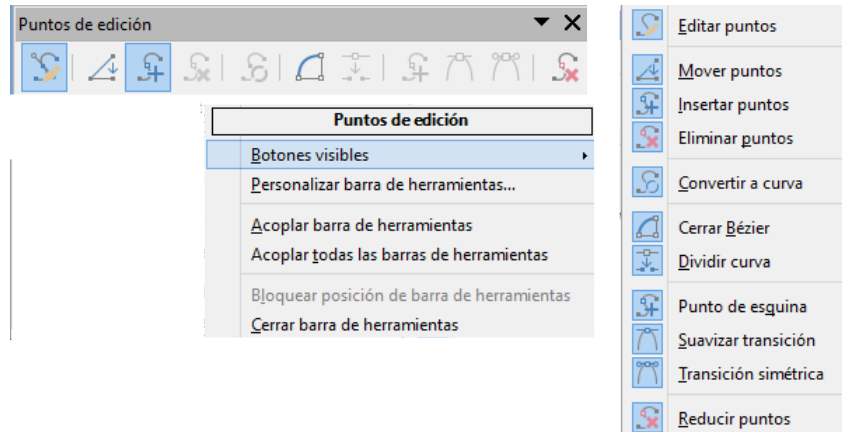 Puntos de edición
Puntos de edición
Botones visibles
Personalizar barra de herramientas...
Acoplar barra de herramientas
Acoplar todas las barras de herramientas
Bloquear posición de barra de herramientas
Cerrar barra de herramientas
Editar puntos
Mover puntos
Insertar puntos
Eliminar puntos
Convertir a curva
Cerrar Bézier
Dividir curva
Punto de esquina
Suavizar transición
Transición simétrica
Reducir puntos